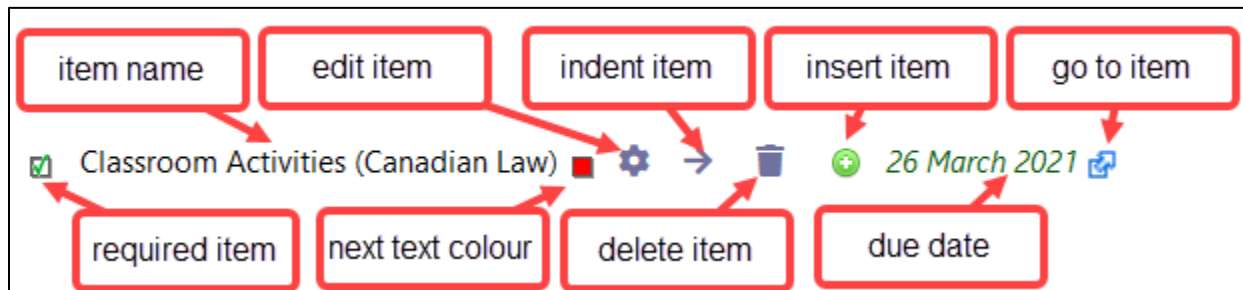 item name edit item indent item insert item go to item
Classroom Activities (Canadian Law) 26 March 2021
required item next text colour delete item due date